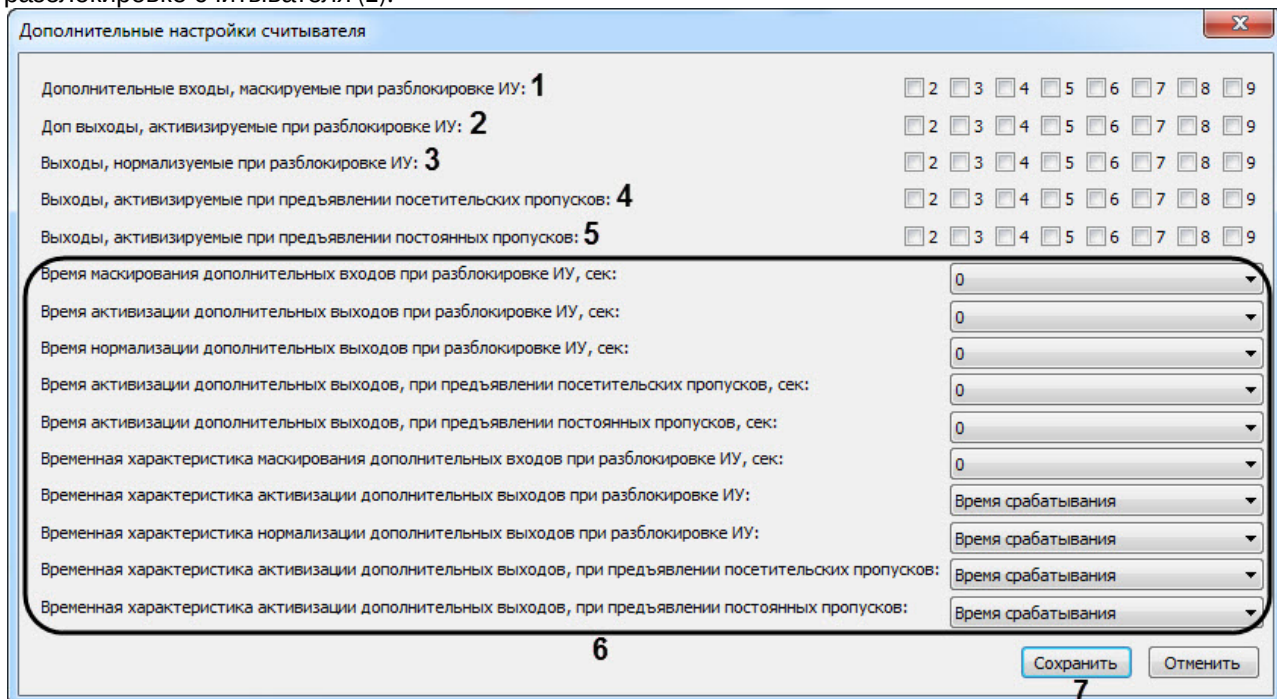 разблокировке считывателя (2).
Дополнительные настройки считывателя
Дополнительные входы, маскируемые при разблокировке ИУ: 1 2 3 4 5 6 7 8 9
Доп выходы, активизируемые при разблокировке ИУ: 2 2 3 4 5 6 7 8 9
Выходы, нормализуемые при разблокировке ИУ: 3 2 3 4 5 6 7 8 9
Выходы, активизируемые при предъявлении посетительских пропусков: 4 2 3 4 5 6 7 8 9
Выходы, активизируемые при предъявлении постоянных пропусков: 5 2 3 4 5 6 7 8 9
Время маскирования дополнительных входов при разблокировке ИУ, сек: 0
Время активизации дополнительных выходов при разблокировке ИУ, сек: 0
Время нормализации дополнительных выходов при разблокировке ИУ, сек: 0
Время активизации дополнительных выходов, при предъявлении посетительских пропусков, сек: 0
Время активизации дополнительных выходов, при предъявлении постоянных пропусков, сек: 0
Временная характеристика маскирования дополнительных входов при разблокировке ИУ, сек: 0
Временная характеристика активизации дополнительных выходов при разблокировке ИУ: Время срабатывания
Временная характеристика нормализации дополнительных выходов при разблокировке ИУ: Время срабатывания
Временная характеристика активизации дополнительных выходов, при предъявлении посетительских пропусков: Время срабатывания
Временная характеристика активизации дополнительных выходов, при предъявлении постоянных пропусков: Время срабатывания
6
Сохранить Отменить
7